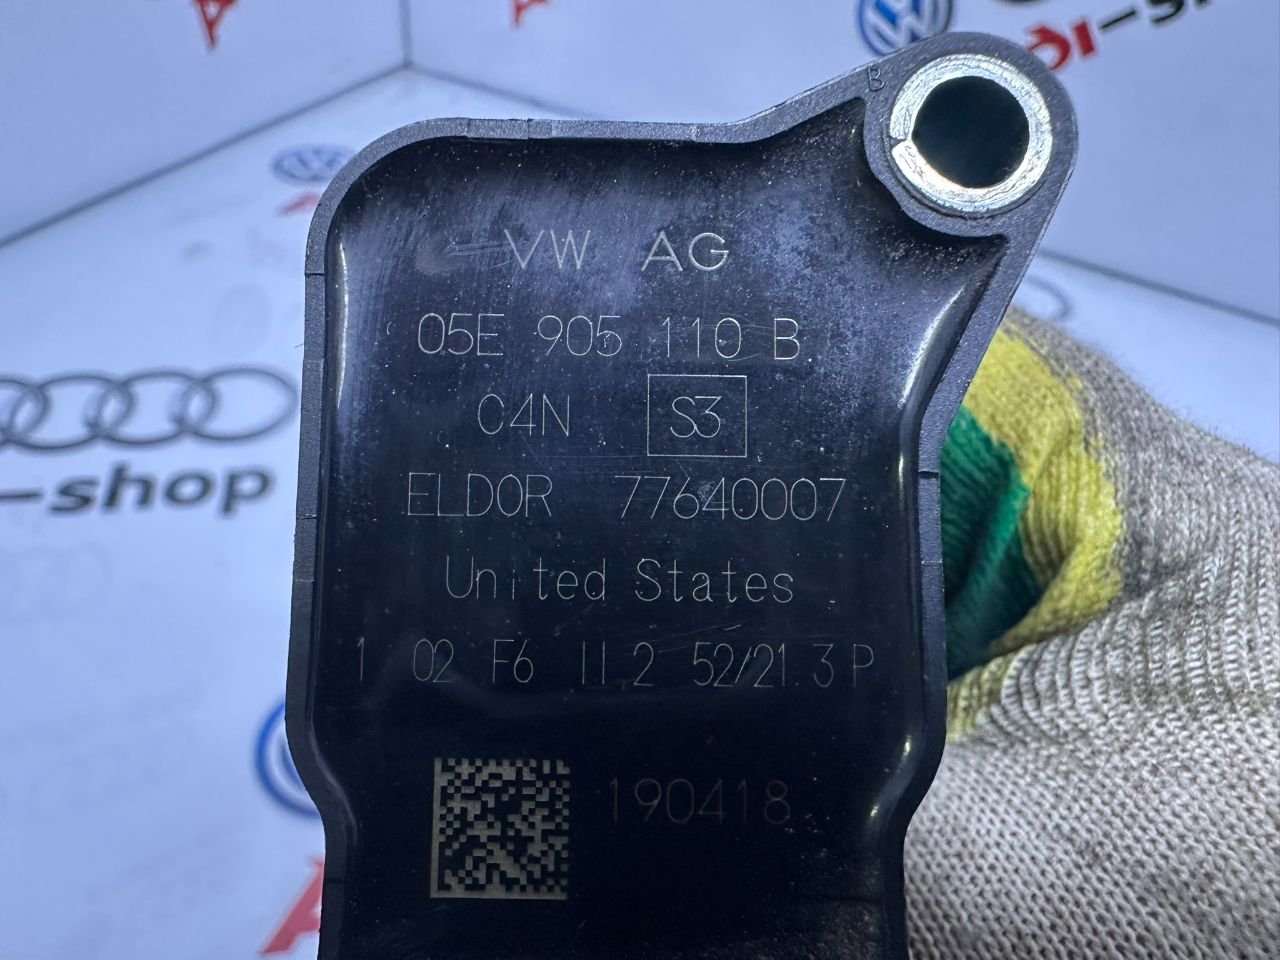 B
VW AG
05E 905 110 B
C4N S3
ELDOR 77640007
United States
1 02 F6 II 2 52/21.3 P
190418
-shop